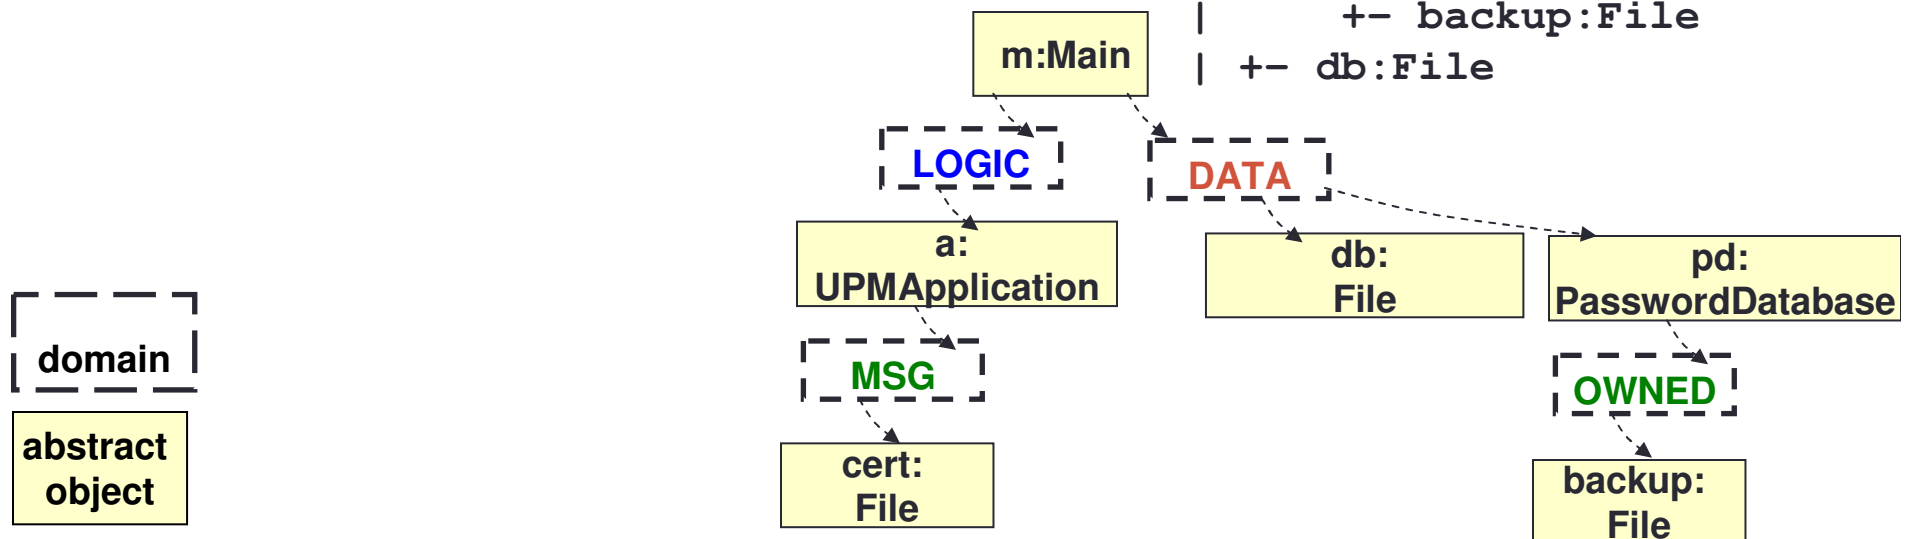 | +- backup:File
| +- db:File
m:Main
LOGIC
DATA
a:
UPMApplication
db:
File
pd:
PasswordDatabase
MSG
OWNED
cert:
File
backup:
File
domain
abstract
object